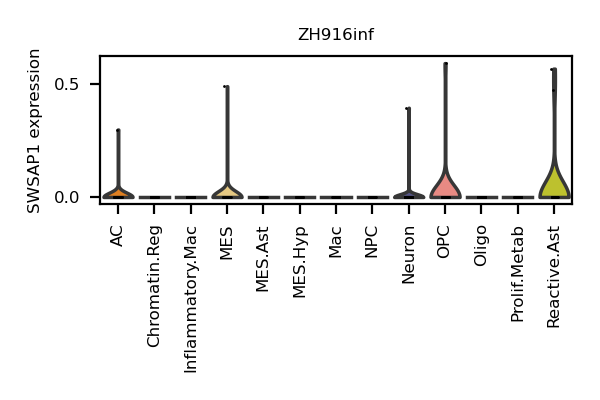 ZH916inf
SWSAP1 expression
0.5
0.0
AC
Chromatin.Reg
Inflammatory.Mac
MES
MES.Ast
MES.Hyp
Mac
NPC
Neuron
OPC
Oligo
Prolif.Metab
Reactive.Ast